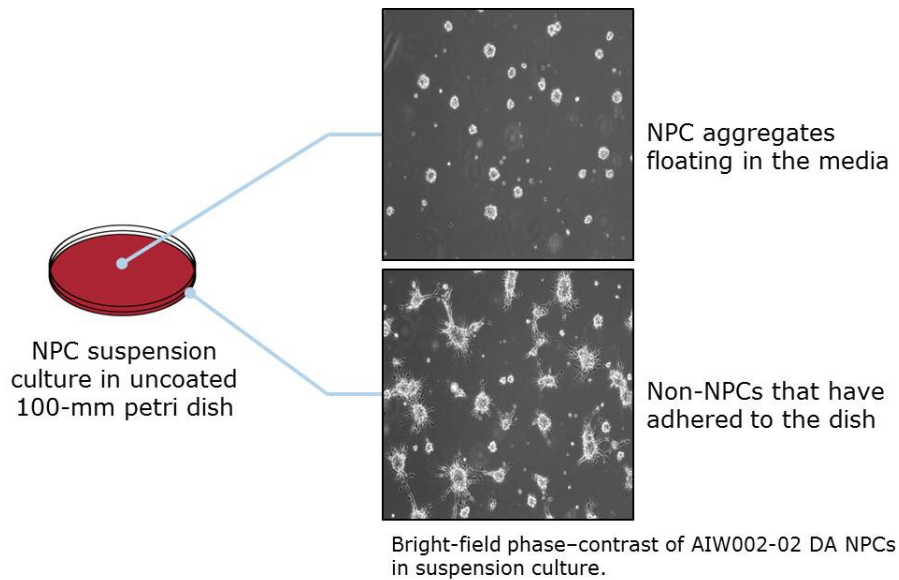 NPC aggregates
floating in the media
NPC suspension
culture in uncoated
100-mm petri dish
Non-NPCs that have
adhered to the dish
Bright-field phase–contrast of AIW002-02 DA NPCs
in suspension culture.